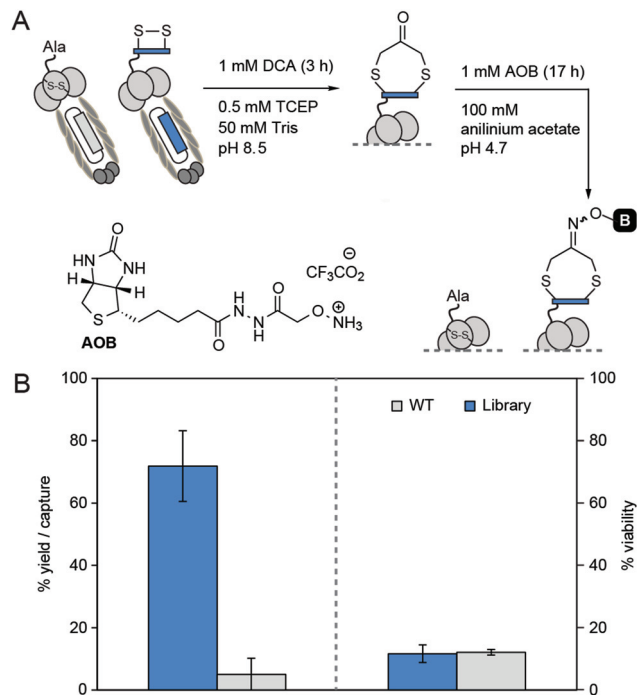 A
Ala
S-S
S-S
1 mM DCA (3 h)
0.5 mM TCEP
50 mM Tris
pH 8.5
O
S S
1 mM AOB (17 h)
100 mM
anilinium acetate
pH 4.7
N O B
S S
Ala
S-S
O
HN NH
H H
S
O
H
N
N
H
O
O
NH3
⊕
⊖
CF3CO2
AOB
B
% yield / capture
100
80
60
40
20
0
WT Library
100
80
60
40
20
0
% viability